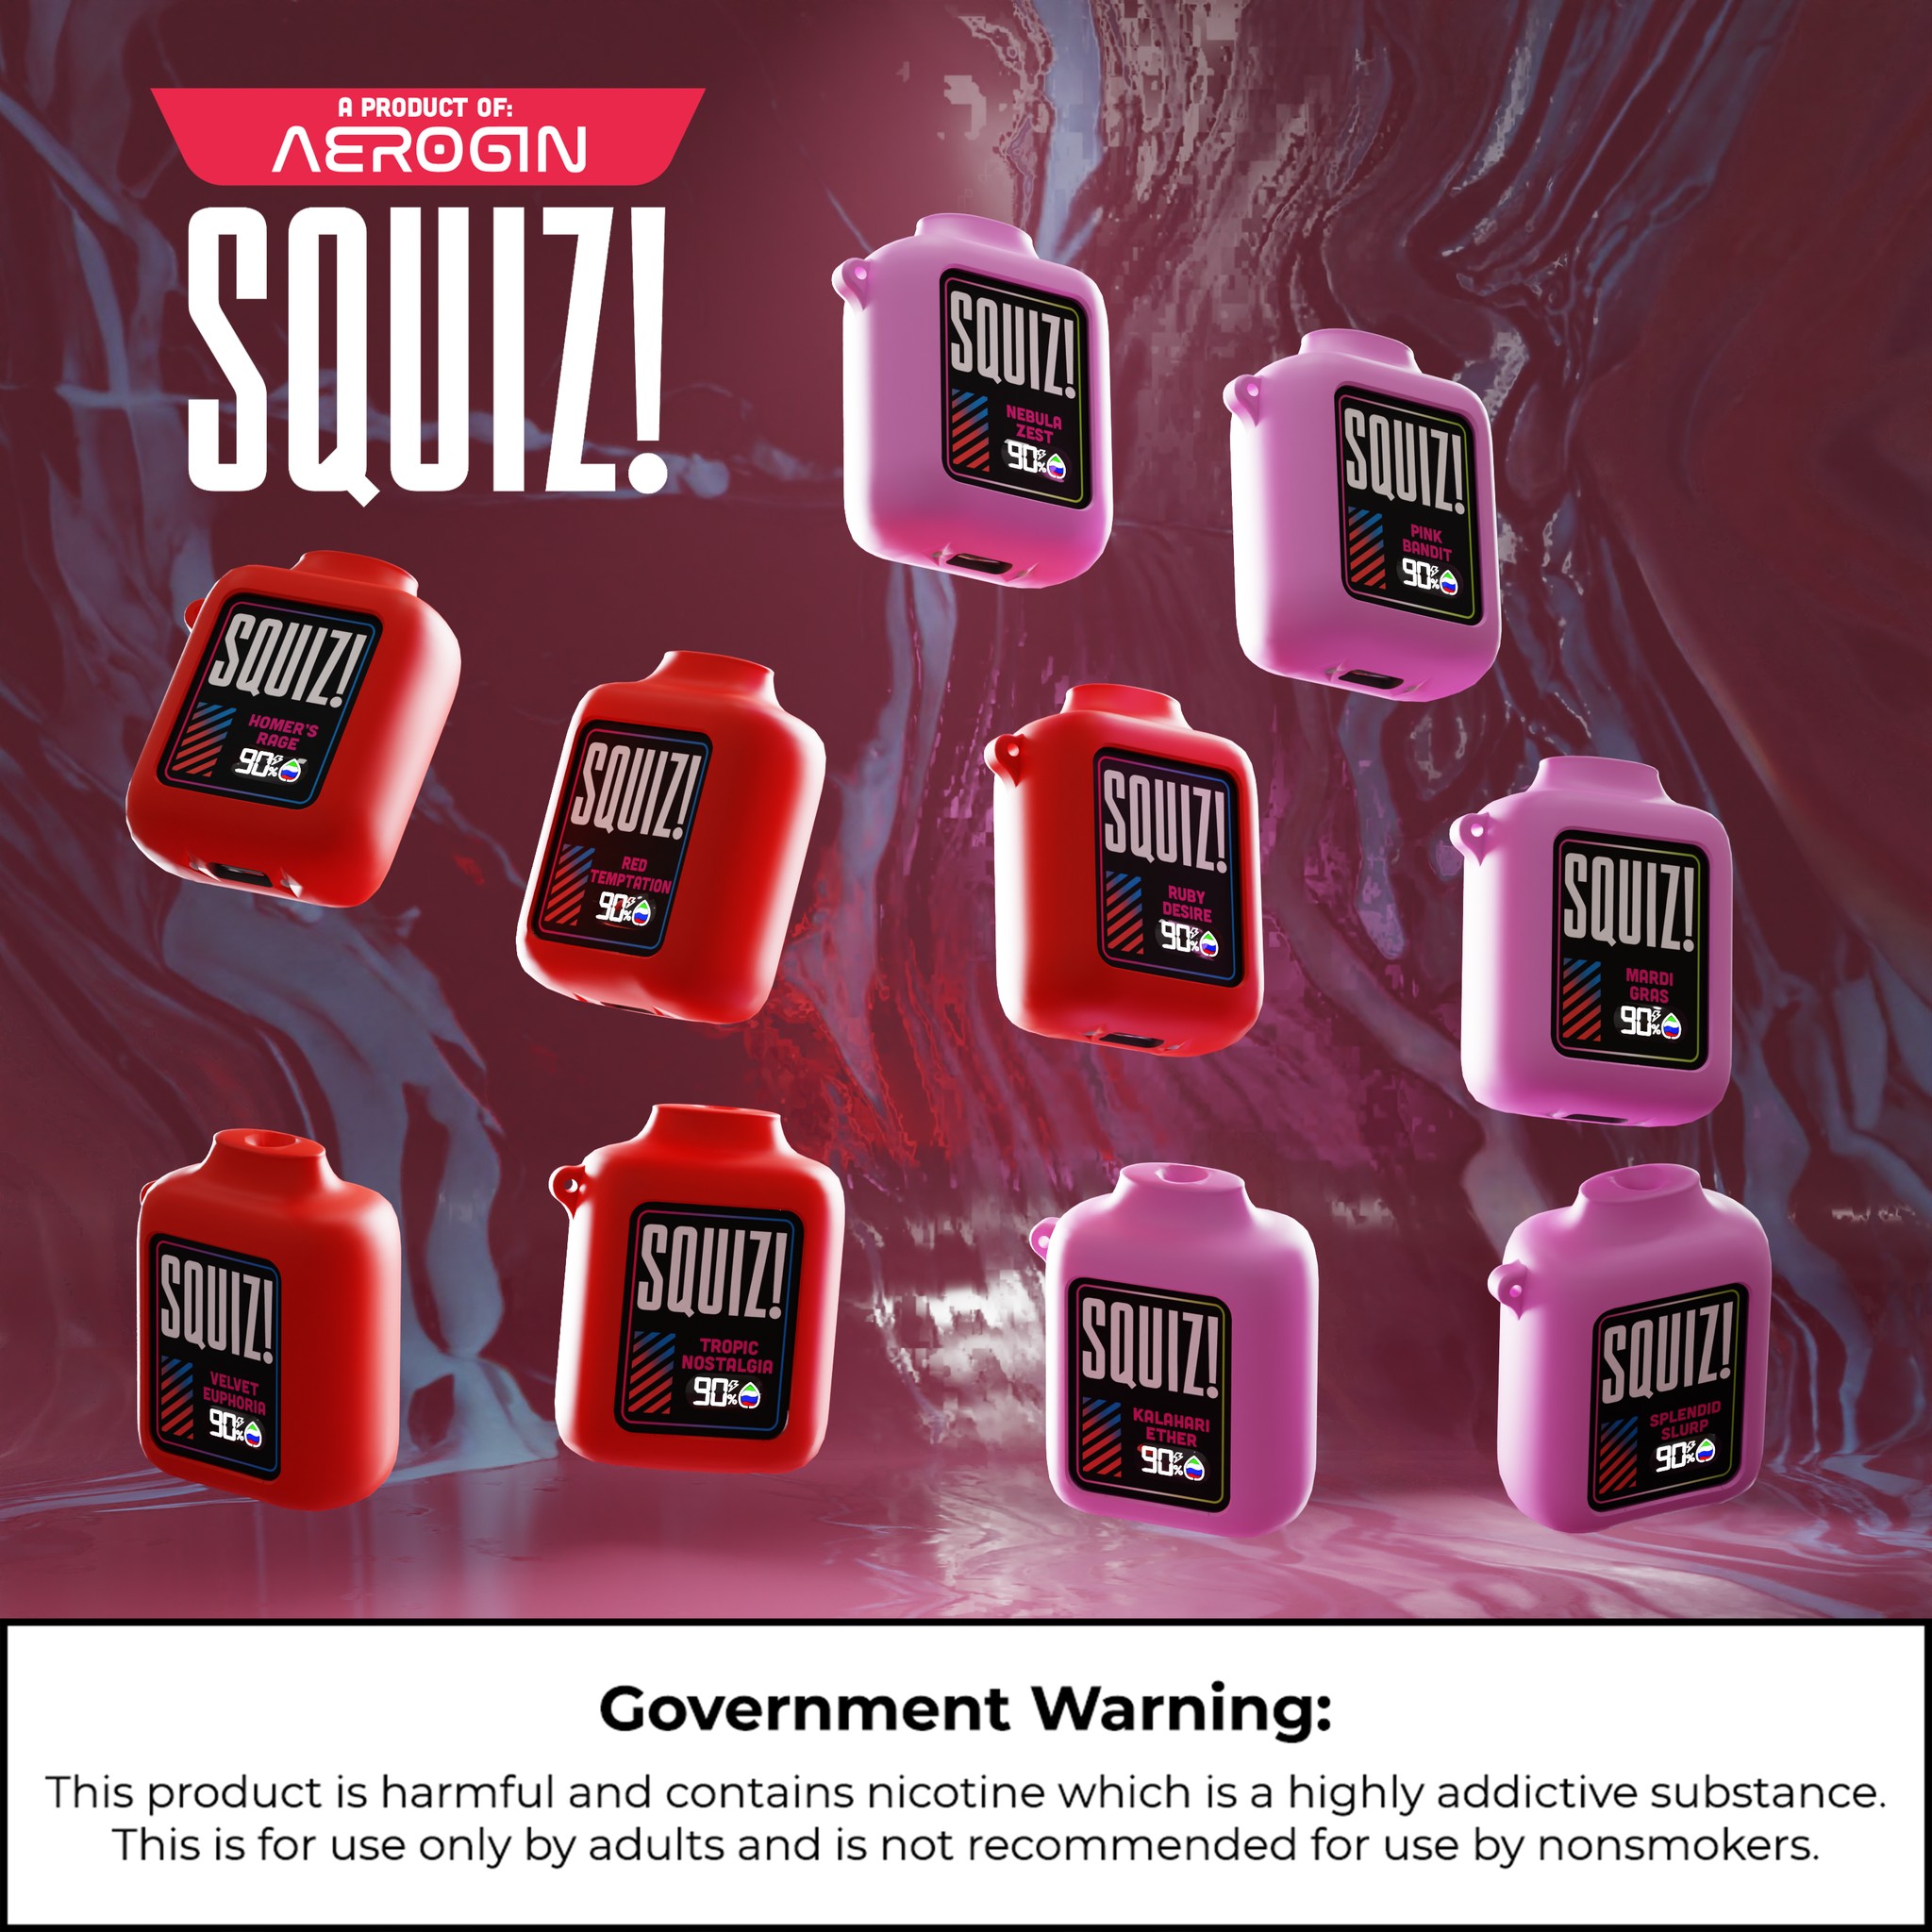 A PRODUCT OF:
AEROGIN
SQUIZ!
SQUIZ!
NEBULA
ZEST
90%
SQUIZ!
PINK
BANDIT
90%
SQUIZ!
HOMER'S
RAGE
90%
SQUIZ!
RED
TEMPTATION
90%
SQUIZ!
RUBY
DESIRE
90%
SQUIZ!
MARDI
GRAS
90%
SQUIZ!
VELVET
EUPHORIA
90%
SQUIZ!
TROPIC
NOSTALGIA
90%
SQUIZ!
KALAHARI
ETHER
90%
SQUIZ!
SPLENDID
SLURP
90%
Government Warning:
This product is harmful and contains nicotine which is a highly addictive substance.
This is for use only by adults and is not recommended for use by nonsmokers.